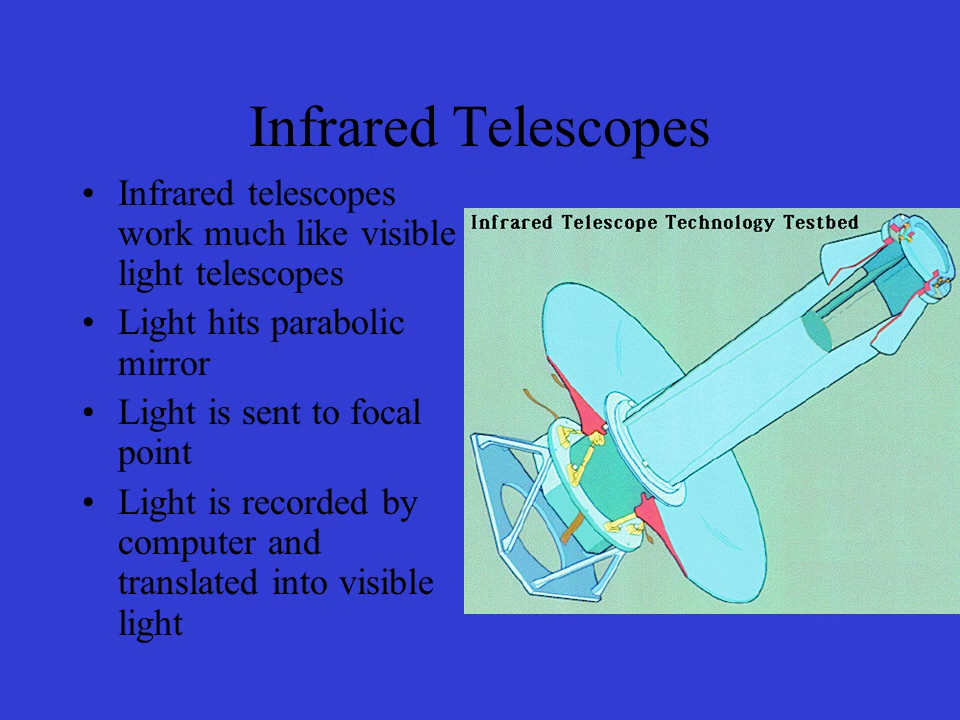 Infrared Telescopes
• Infrared telescopes
work much like visible
light telescopes
• Light hits parabolic
mirror
• Light is sent to focal
point
• Light is recorded by
computer and
translated into visible
light
Infrared Telescope Technology Testbed